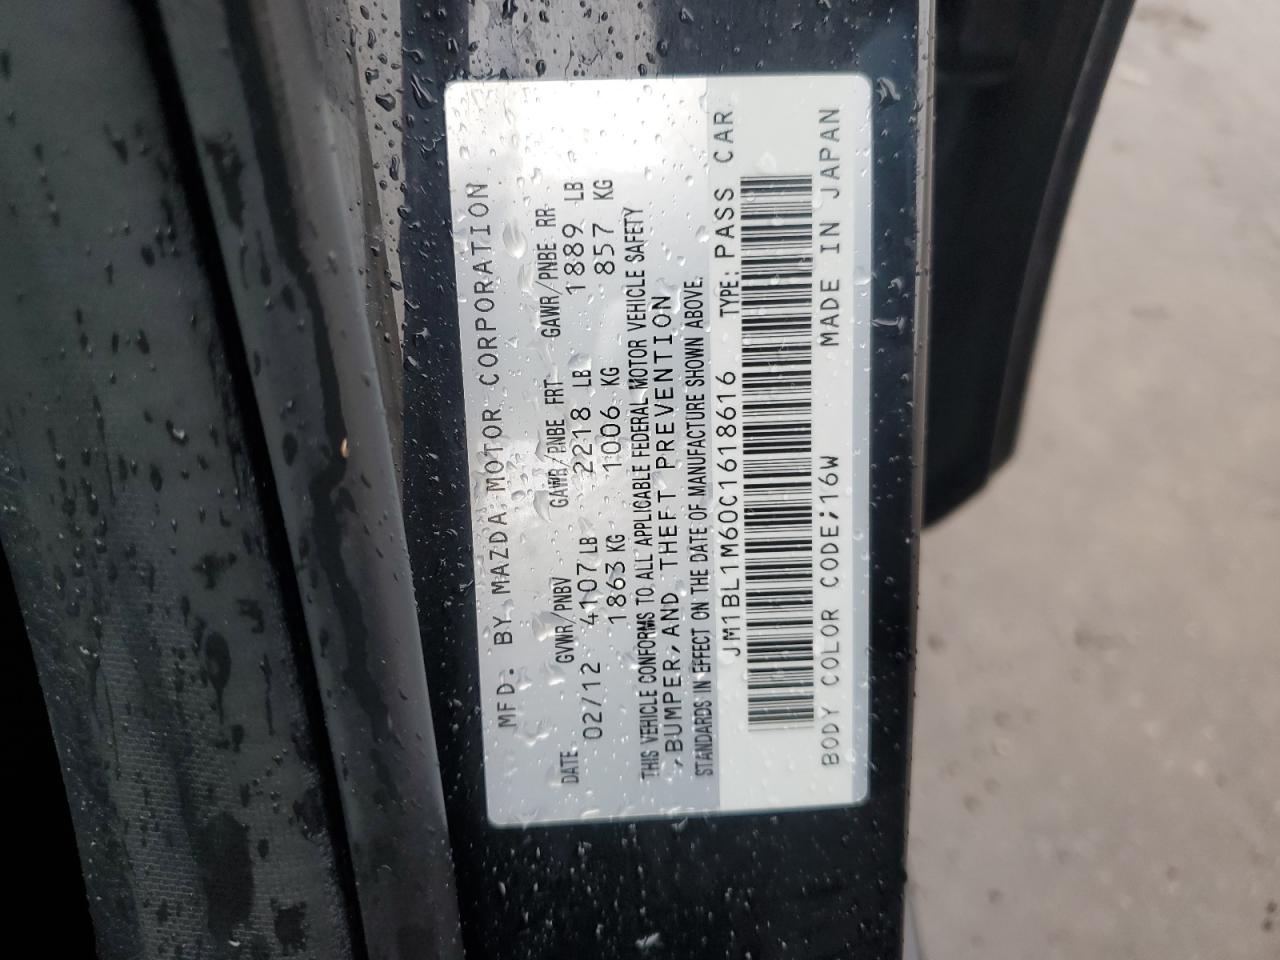 MFD. BY MAZDA MOTOR CORPORATION
DATE GVWR/PNBV GAWR/PNBE FRT GAWR/PNBE RR
02/12 4107 LB 2218 LB 1889 LB
1863 KG 1006 KG 857 KG
THIS VEHICLE CONFORMS TO ALL APPLICABLE FEDERAL MOTOR VEHICLE SAFETY
,BUMPER,AND THEFT PREVENTION
STANDARDS IN EFFECT ON THE DATE OF MANUFACTURE SHOWN ABOVE.
JM1BL1M60C1618616 TYPE: PASS CAR
BODY COLOR CODE;16W MADE IN JAPAN